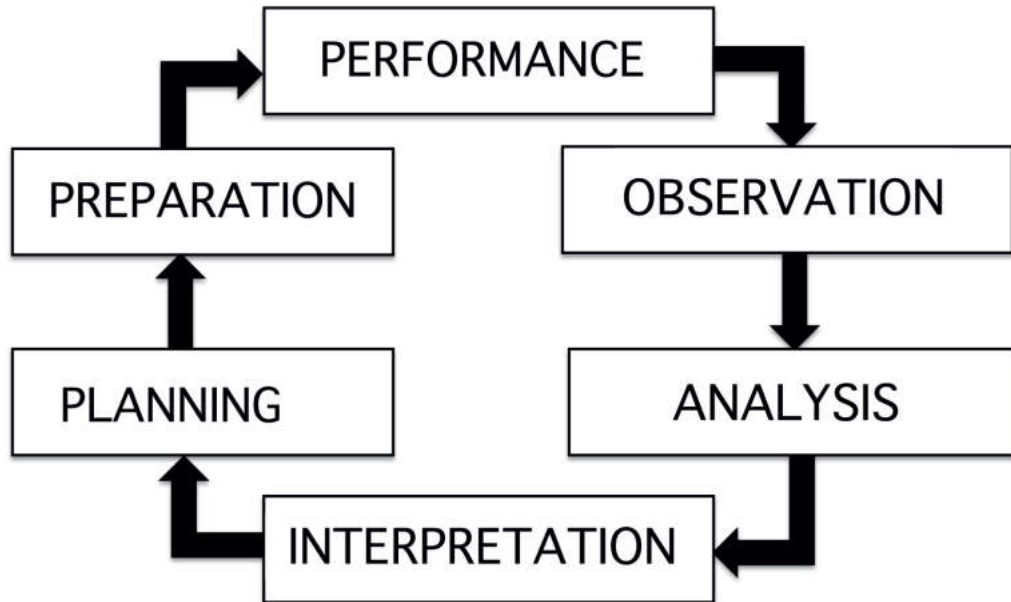 PERFORMANCE
OBSERVATION
ANALYSIS
INTERPRETATION
PLANNING
PREPARATION